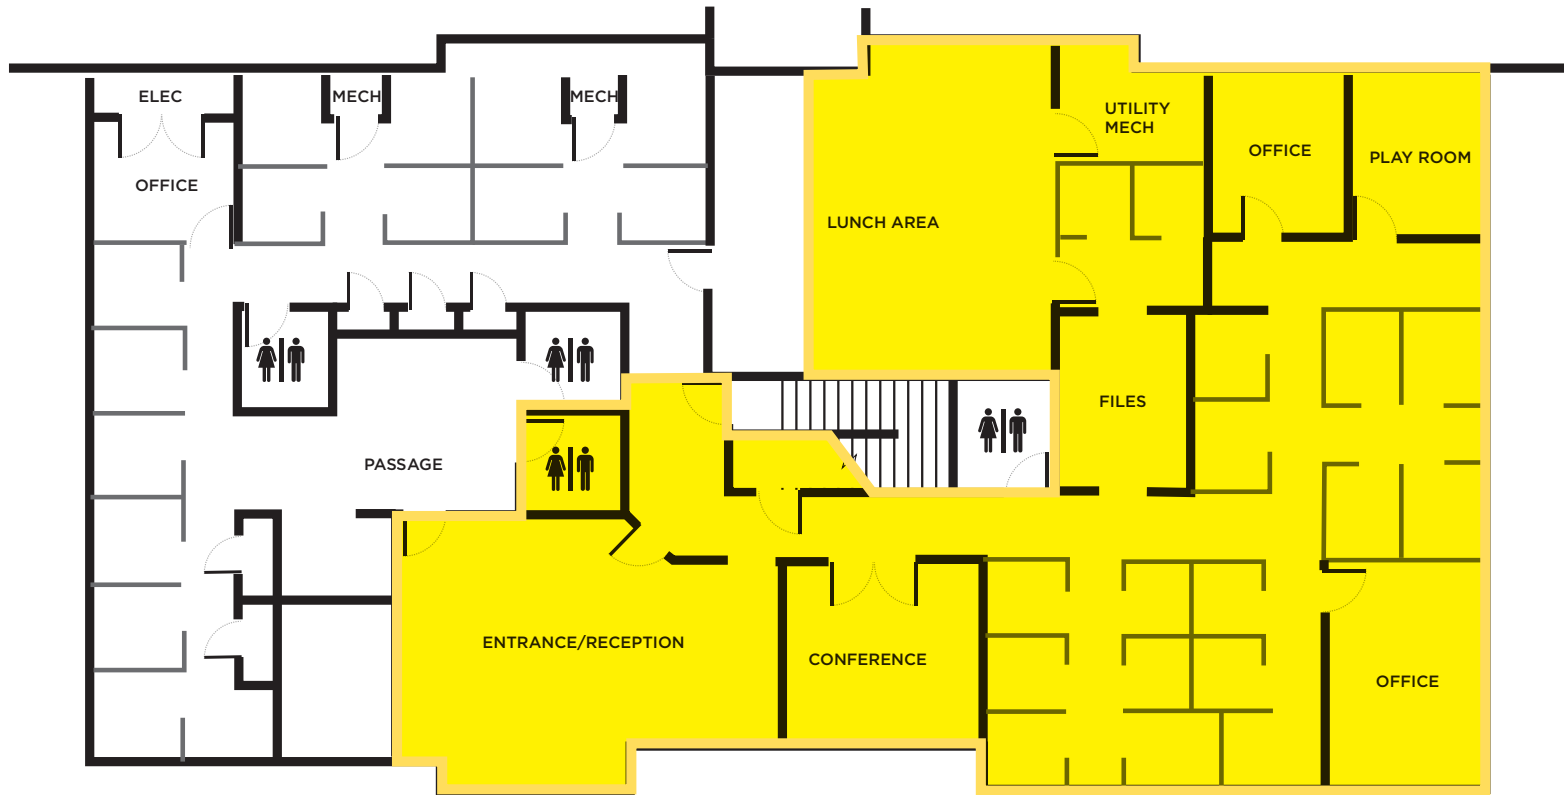 ELEC
MECH
MECH
UTILITY
MECH
OFFICE
PLAY ROOM
OFFICE
LUNCH AREA
FILES
PASSAGE
ENTRANCE/RECEPTION
CONFERENCE
OFFICE